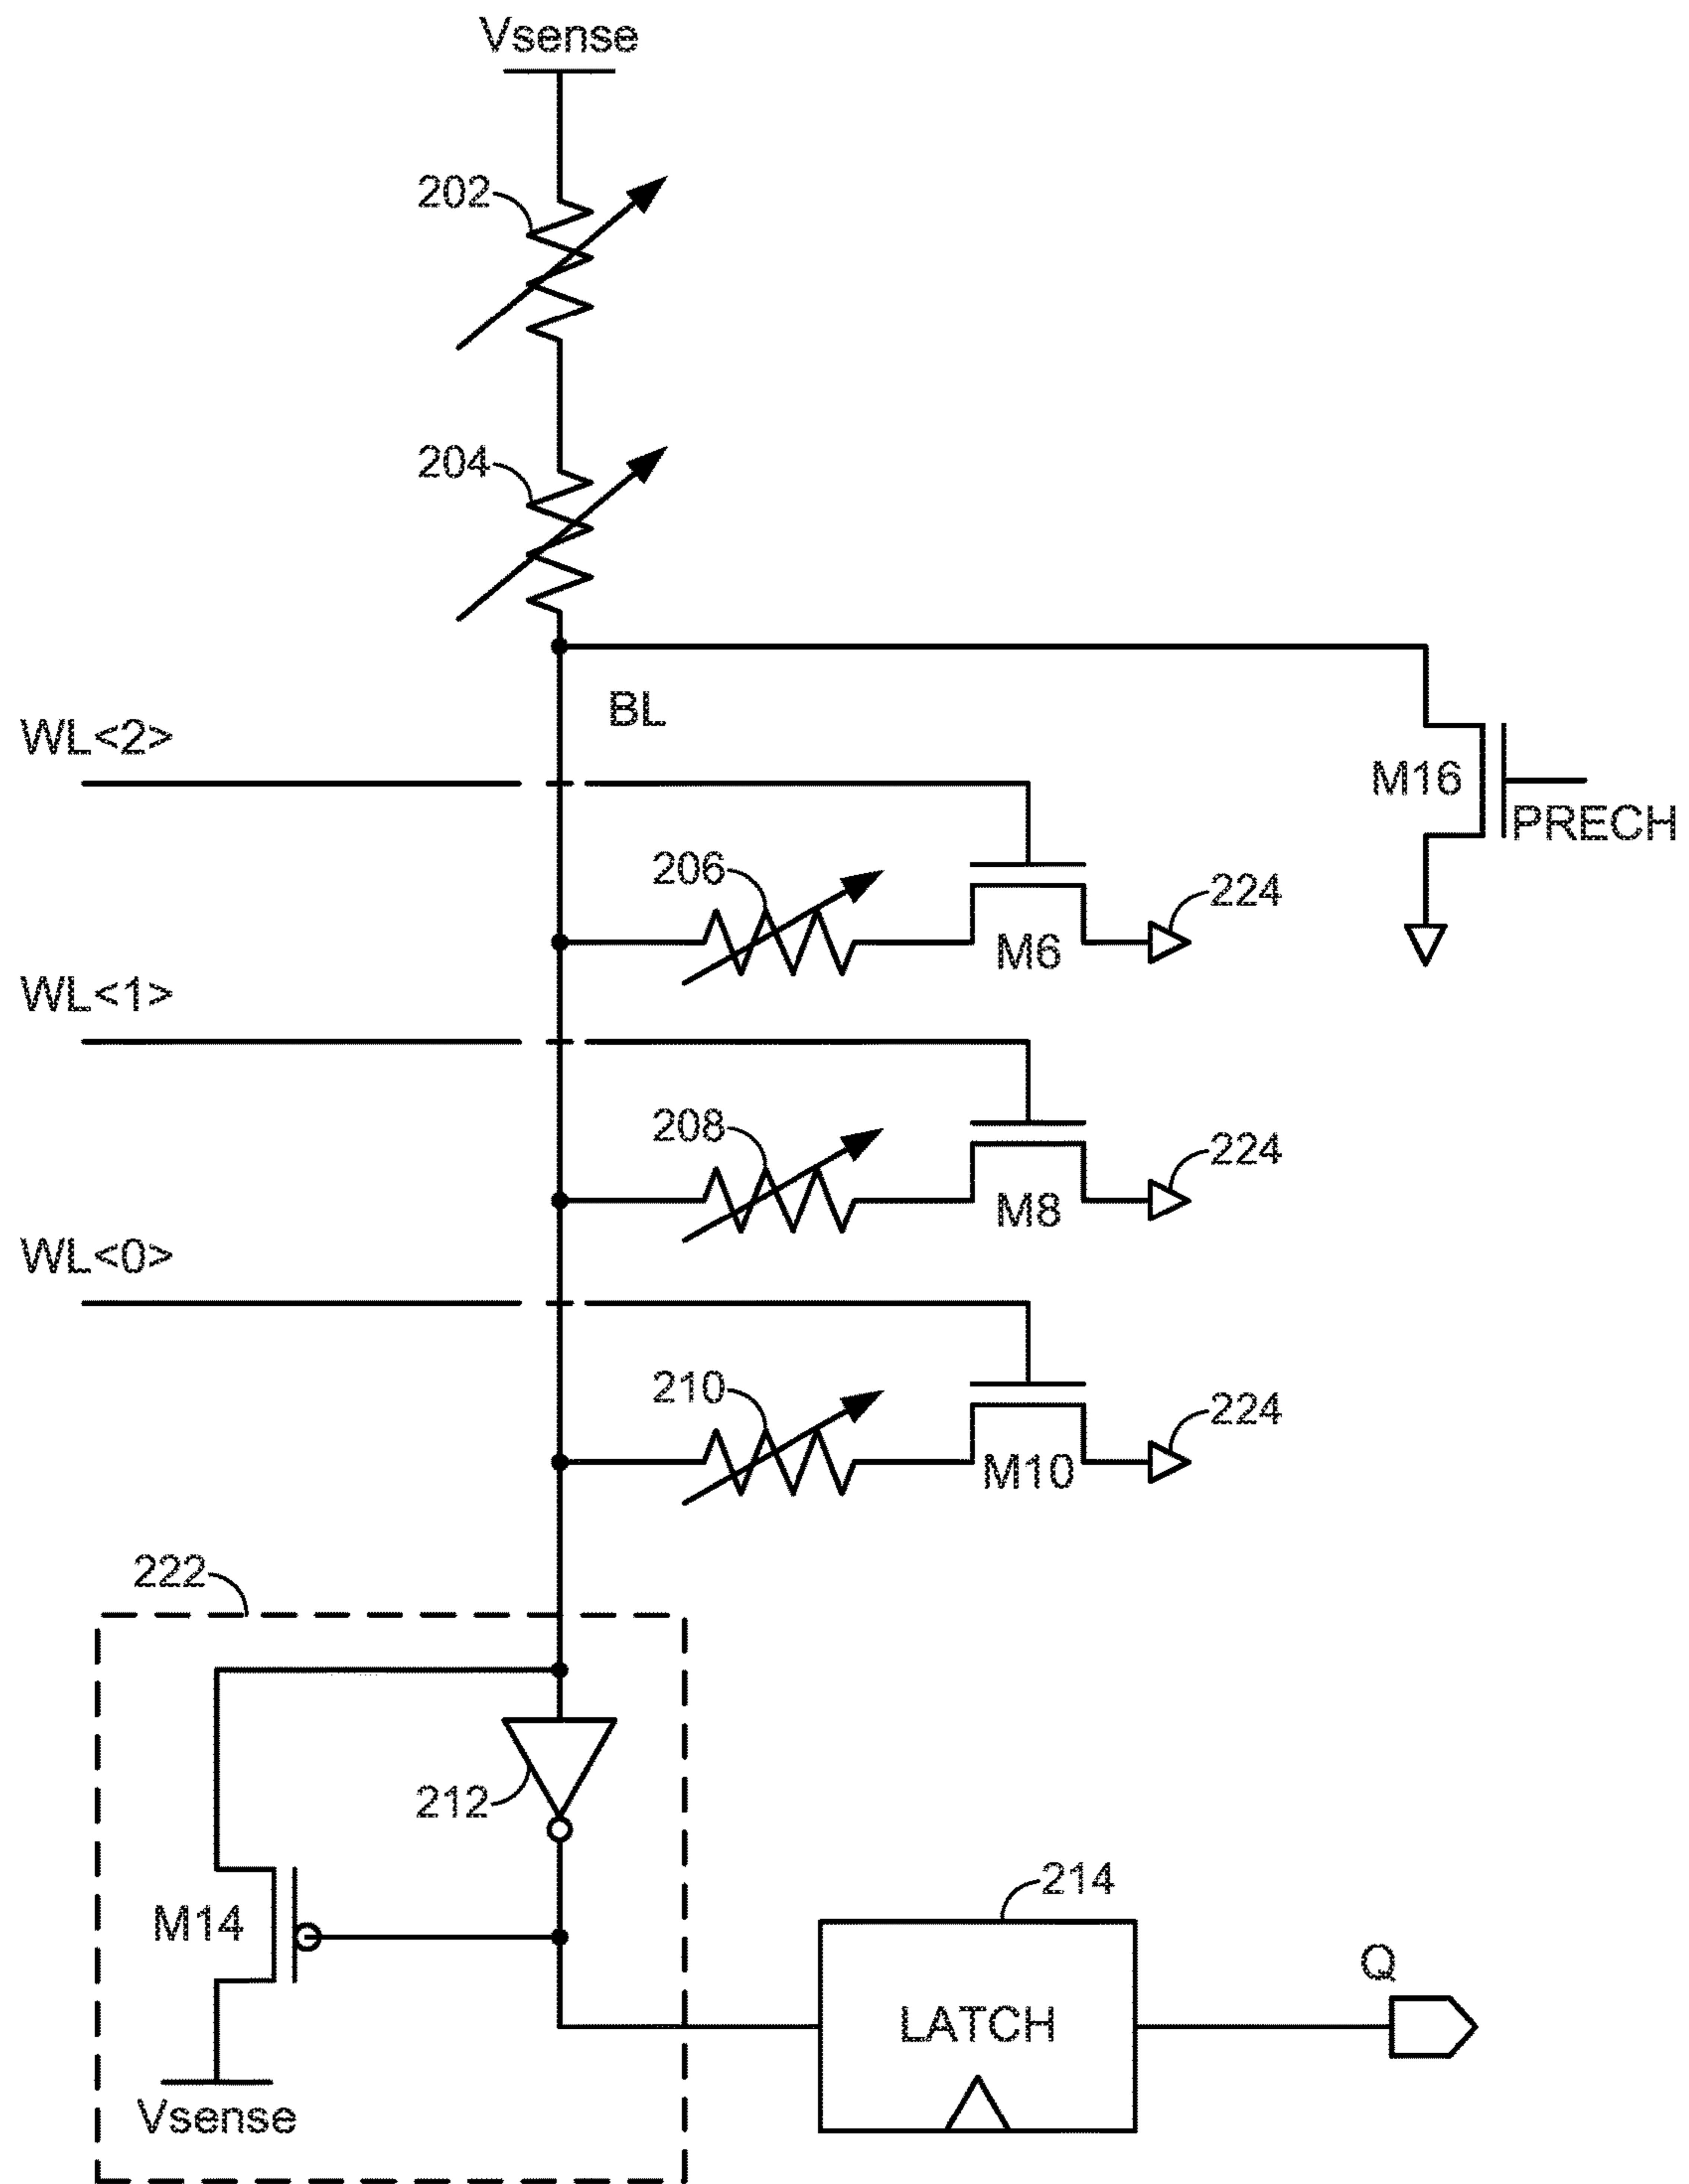 Vsense
202
204
BL
WL<2>
M16
PRECH
206
224
M6
WL<1>
208
224
M8
WL<0>
210
224
M10
222
212
214
M14
Q
LATCH
Vsense